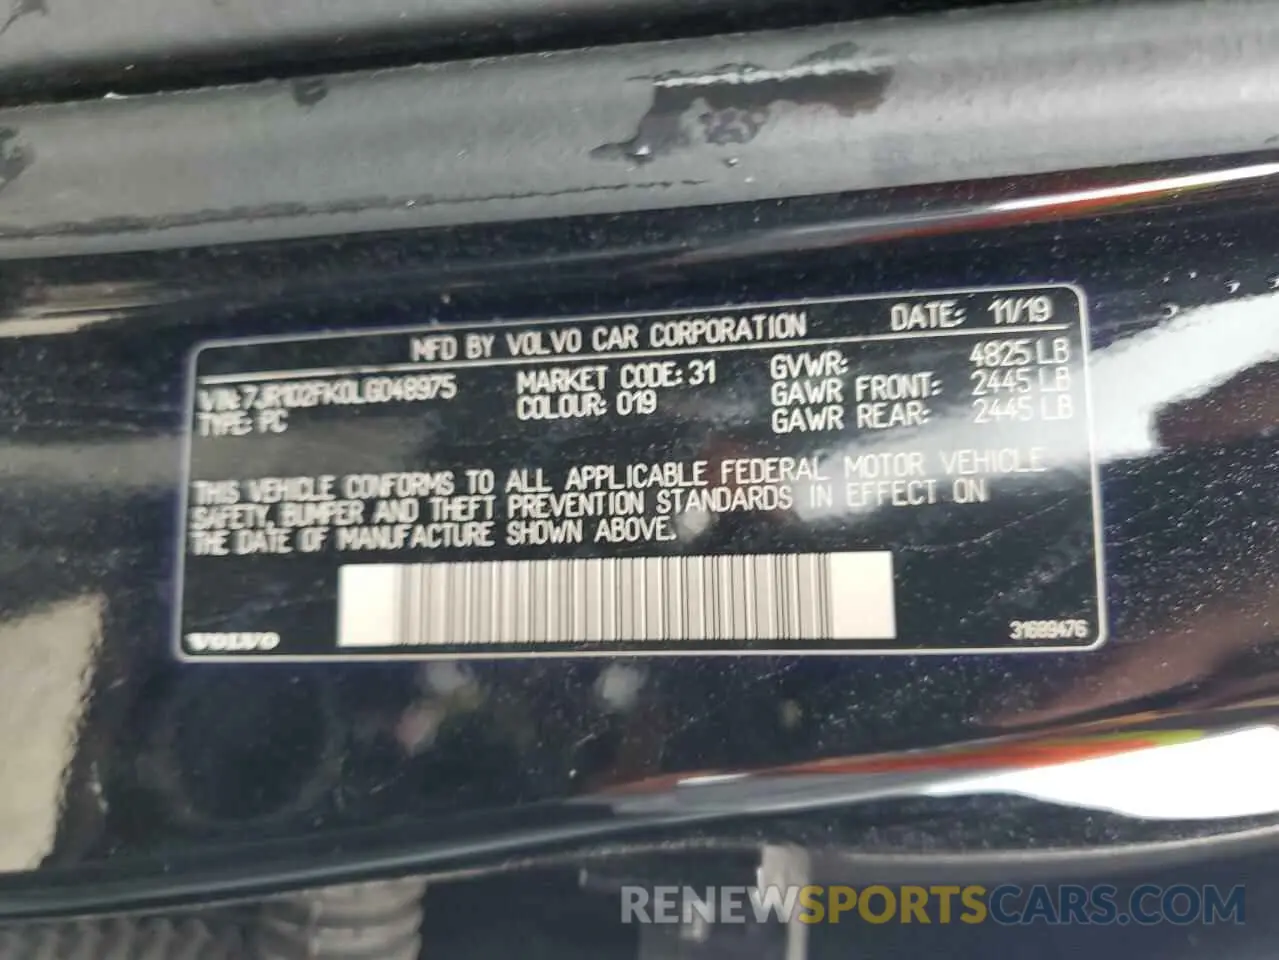 MFD BY VOLVO CAR CORPORATION DATE: 11/19
VIN: 7JR102FK0LG048975 MARKET CODE: 31 GVWR: 4825 LB
TYPE: PC COLOUR: 019 GAWR FRONT: 2445 LB
GAWR REAR: 2445 LB
THIS VEHICLE CONFORMS TO ALL APPLICABLE FEDERAL MOTOR VEHICLE
SAFETY, BUMPER AND THEFT PREVENTION STANDARDS IN EFFECT ON
THE DATE OF MANUFACTURE SHOWN ABOVE.
VOLVO 31689476
RENEWSPORTSCARS.COM